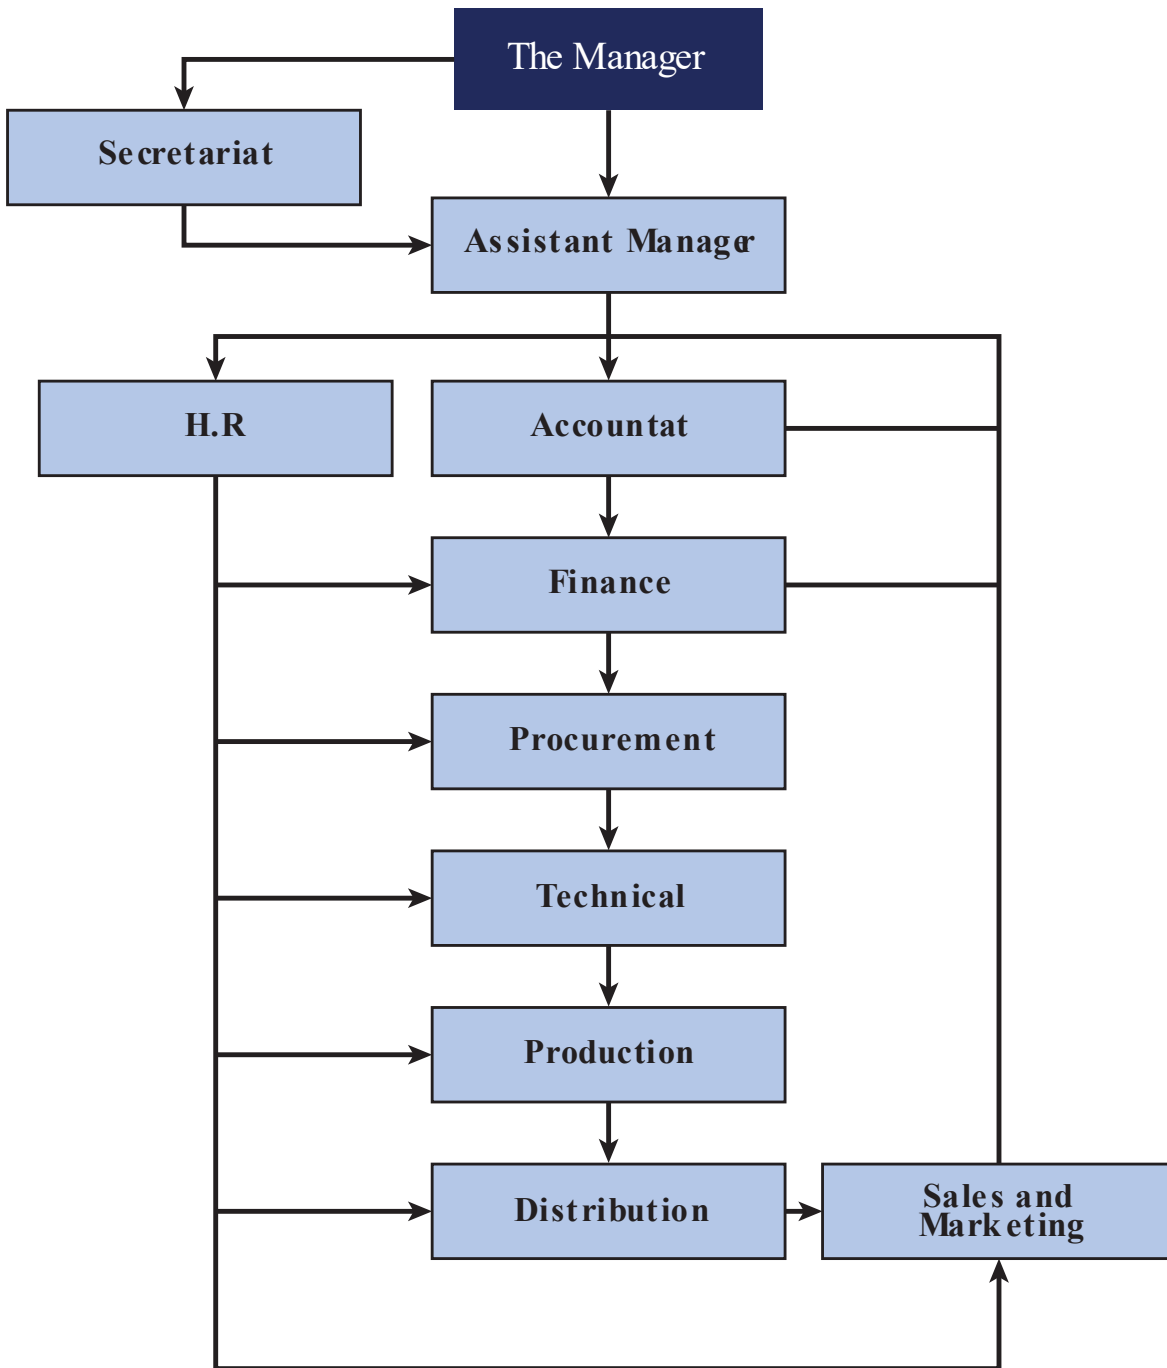 The Manager
Secretariat
Assistant Manager
H.R
Accountat
Finance
Procurement
Technical
Production
Distribution
Sales and
Marketing